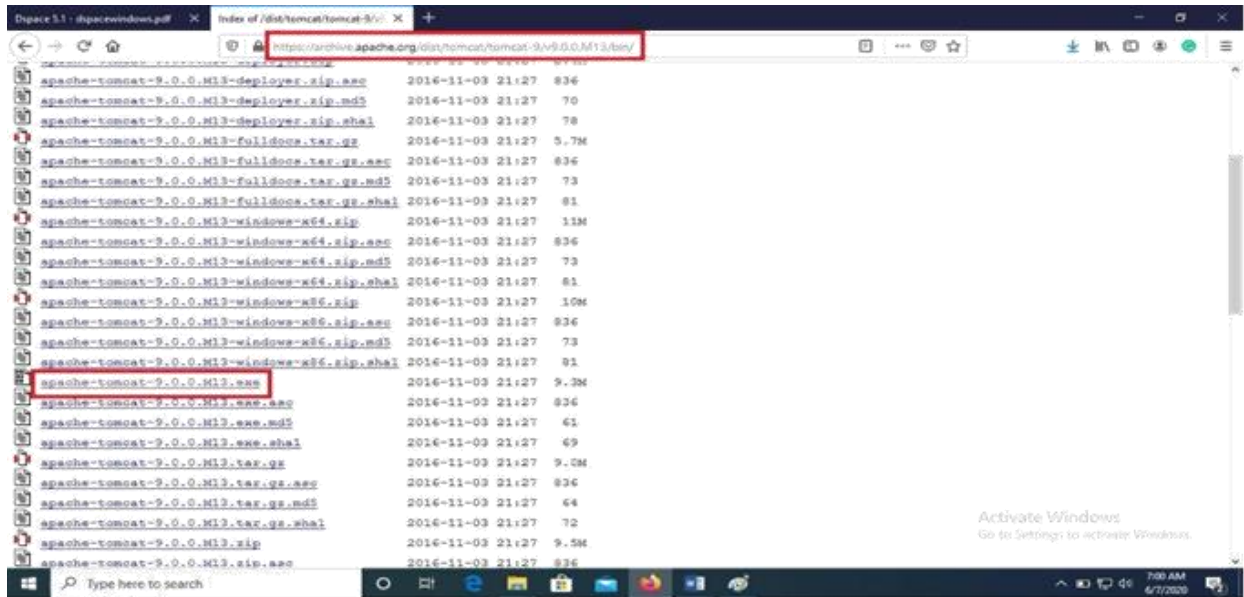 Dspace 5.1 - dspacewindows.pdf
Index of /dist/tomcat/tomcat-9/v
https://archive.apache.org/dist/tomcat/tomcat-9/v9.0.0.M13/bin/
apache-tomcat-9.0.0.M13-deployer.zip.asc 2016-11-03 21:27 836
apache-tomcat-9.0.0.M13-deployer.zip.md5 2016-11-03 21:27 70
apache-tomcat-9.0.0.M13-deployer.zip.sha1 2016-11-03 21:27 78
apache-tomcat-9.0.0.M13-fulldocs.tar.gz 2016-11-03 21:27 5.7M
apache-tomcat-9.0.0.M13-fulldocs.tar.gz.asc 2016-11-03 21:27 836
apache-tomcat-9.0.0.M13-fulldocs.tar.gz.md5 2016-11-03 21:27 73
apache-tomcat-9.0.0.M13-fulldocs.tar.gz.sha1 2016-11-03 21:27 81
apache-tomcat-9.0.0.M13-windows-x64.zip 2016-11-03 21:27 11M
apache-tomcat-9.0.0.M13-windows-x64.zip.asc 2016-11-03 21:27 836
apache-tomcat-9.0.0.M13-windows-x64.zip.md5 2016-11-03 21:27 73
apache-tomcat-9.0.0.M13-windows-x64.zip.sha1 2016-11-03 21:27 81
apache-tomcat-9.0.0.M13-windows-x86.zip 2016-11-03 21:27 10M
apache-tomcat-9.0.0.M13-windows-x86.zip.asc 2016-11-03 21:27 836
apache-tomcat-9.0.0.M13-windows-x86.zip.md5 2016-11-03 21:27 73
apache-tomcat-9.0.0.M13-windows-x86.zip.sha1 2016-11-03 21:27 81
apache-tomcat-9.0.0.M13.exe 2016-11-03 21:27 9.3M
apache-tomcat-9.0.0.M13.exe.asc 2016-11-03 21:27 836
apache-tomcat-9.0.0.M13.exe.md5 2016-11-03 21:27 61
apache-tomcat-9.0.0.M13.exe.sha1 2016-11-03 21:27 69
apache-tomcat-9.0.0.M13.tar.gz 2016-11-03 21:27 9.0M
apache-tomcat-9.0.0.M13.tar.gz.asc 2016-11-03 21:27 836
apache-tomcat-9.0.0.M13.tar.gz.md5 2016-11-03 21:27 64
apache-tomcat-9.0.0.M13.tar.gz.sha1 2016-11-03 21:27 72
apache-tomcat-9.0.0.M13.zip 2016-11-03 21:27 9.5M
apache-tomcat-9.0.0.M13.zip.asc 2016-11-03 21:27 836
Activate Windows
Go to Settings to activate Windows.
Type here to search
7:00 AM
6/7/2020